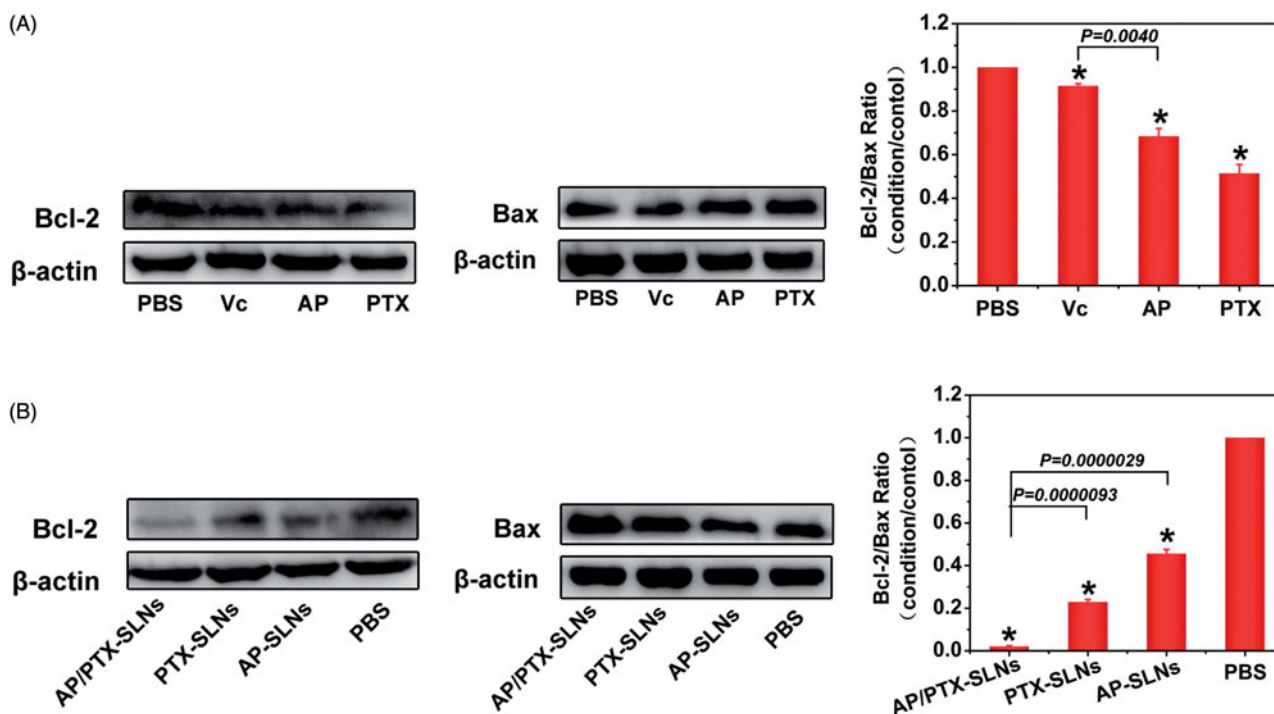 (A)
Bcl-2
β-actin
PBS Vc AP PTX
Bax
β-actin
PBS Vc AP PTX
Bcl-2/Bax Ratio
(condition/contol)
1.2
1.0
0.8
0.6
0.4
0.2
0.0
P=0.0040
*
*
*
PBS Vc AP PTX
(B)
Bcl-2
β-actin
AP/PTX-SLNs PTX-SLNs AP-SLNs PBS
Bax
β-actin
AP/PTX-SLNs PTX-SLNs AP-SLNs PBS
Bcl-2/Bax Ratio
(condition/contol)
1.2
1.0
0.8
0.6
0.4
0.2
0.0
P=0.0000029
P=0.0000093
*
*
*
AP/PTX-SLNs PTX-SLNs AP-SLNs PBS